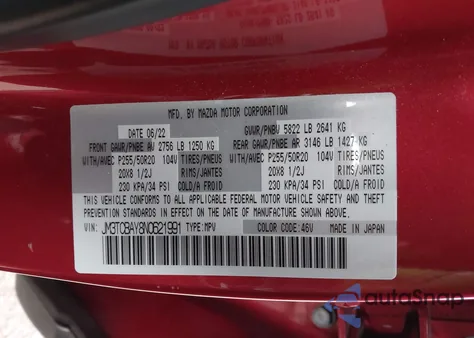 MFD. BY MAZDA MOTOR CORPORATION
DATE 06/22 GVWR/PNBV 5822 LB 2641 KG
FRONT GAWR/PNBE AV 2756 LB 1250 KG REAR GAWR/PNBE AR 3146 LB 1427 KG
WITH/AVEC P255/50R20 104V TIRES/PNEUS WITH/AVEC P255/50R20 104V TIRES/PNEUS
20X8 1/2J RIMS/JANTES 20X8 1/2J RIMS/JANTES
230 KPA/34 PSI COLD/A FROID 230 KPA/34 PSI COLD/A FROID
THIS VEHICLE CONFORMS TO ALL APPLICABLE FEDERAL MOTOR VEHICLE SAFETY,
BUMPER, AND THEFT PREVENTION STANDARDS IN EFFECT ON
THE DATE OF MANUFACTURE SHOWN ABOVE.
VIN: JM3TCBAY8N0621991 TYPE: MPV COLOR CODE: 46V MADE IN JAPAN
autoSnap